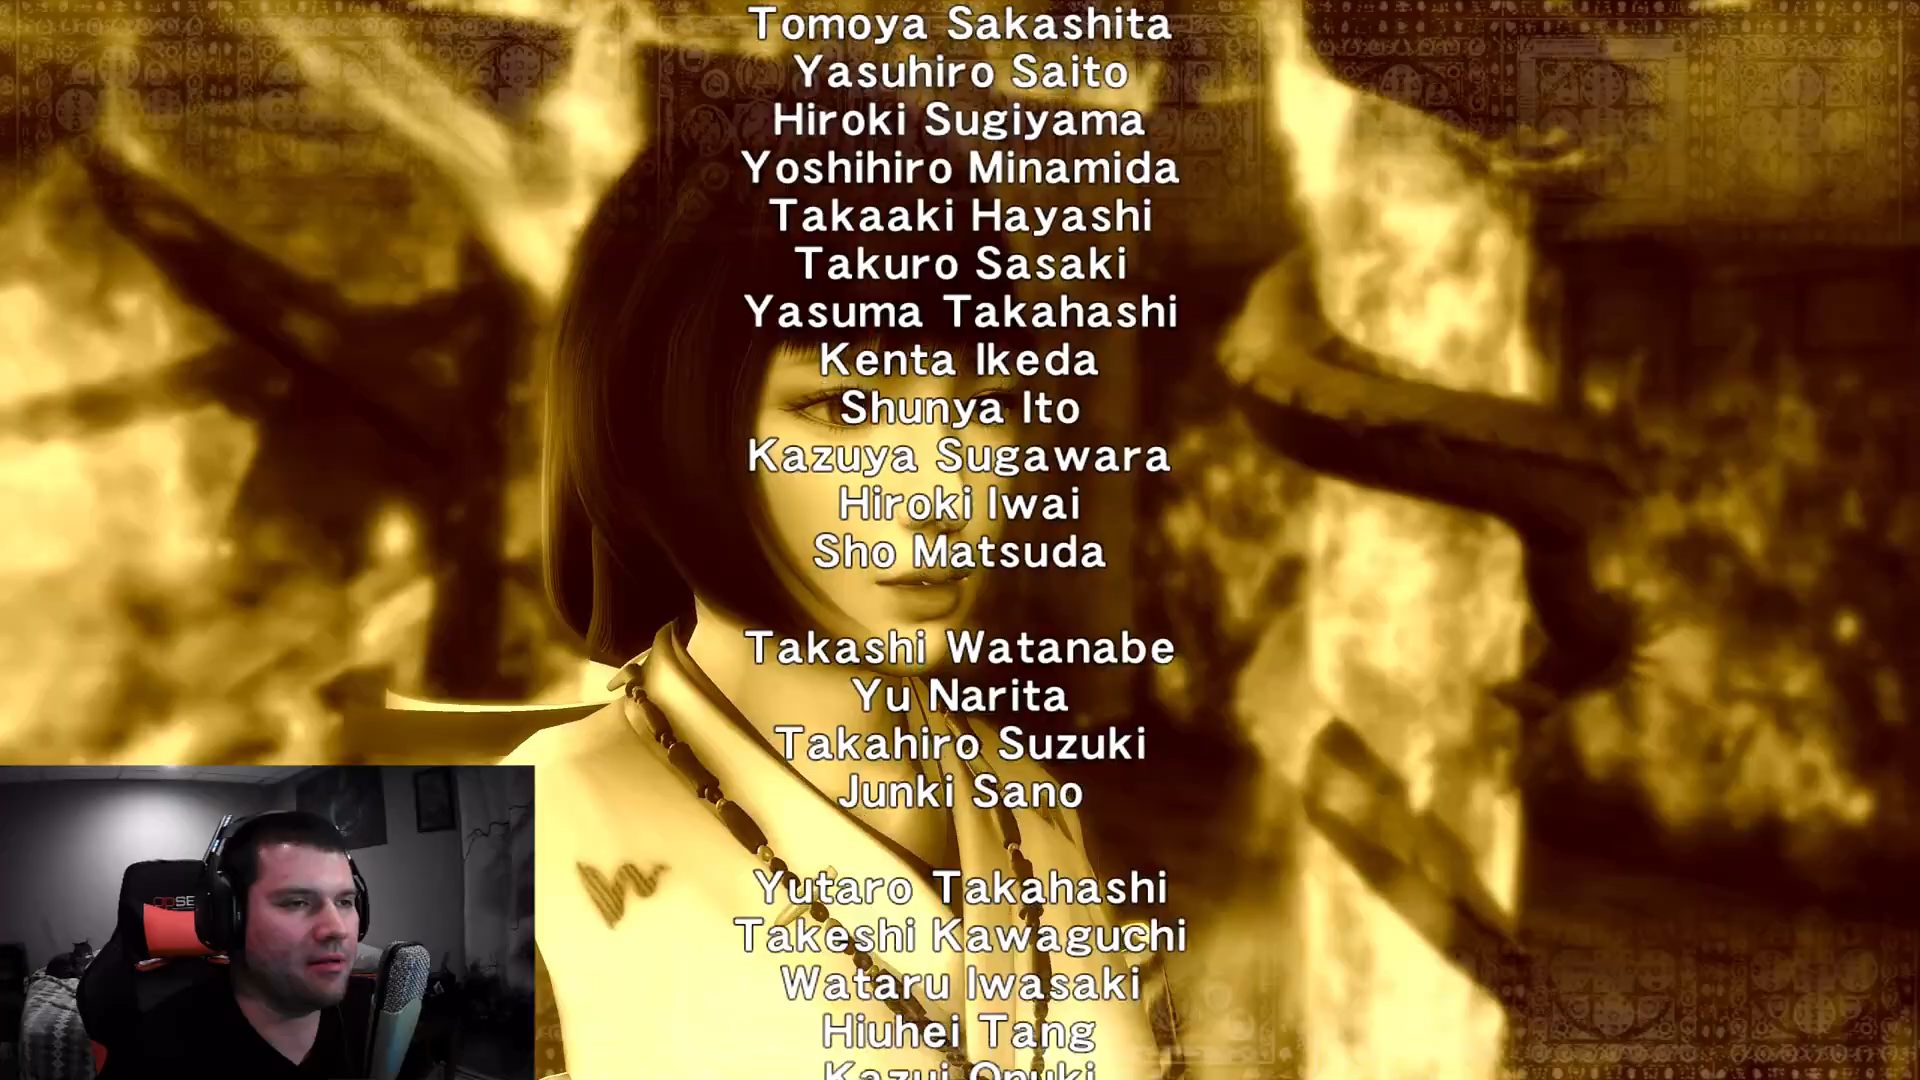 Tomoya Sakashita
Yasuhiro Saito
Hiroki Sugiyama
Yoshihiro Minamida
Takaaki Hayashi
Takuro Sasaki
Yasuma Takahashi
Kenta Ikeda
Shunya Ito
Kazuya Sugawara
Hiroki Iwai
Sho Matsuda
Takashi Watanabe
Yu Narita
Takahiro Suzuki
Junki Sano
Yutaro Takahashi
Takeshi Kawaguchi
Wataru Iwasaki
Hiuhei Tang